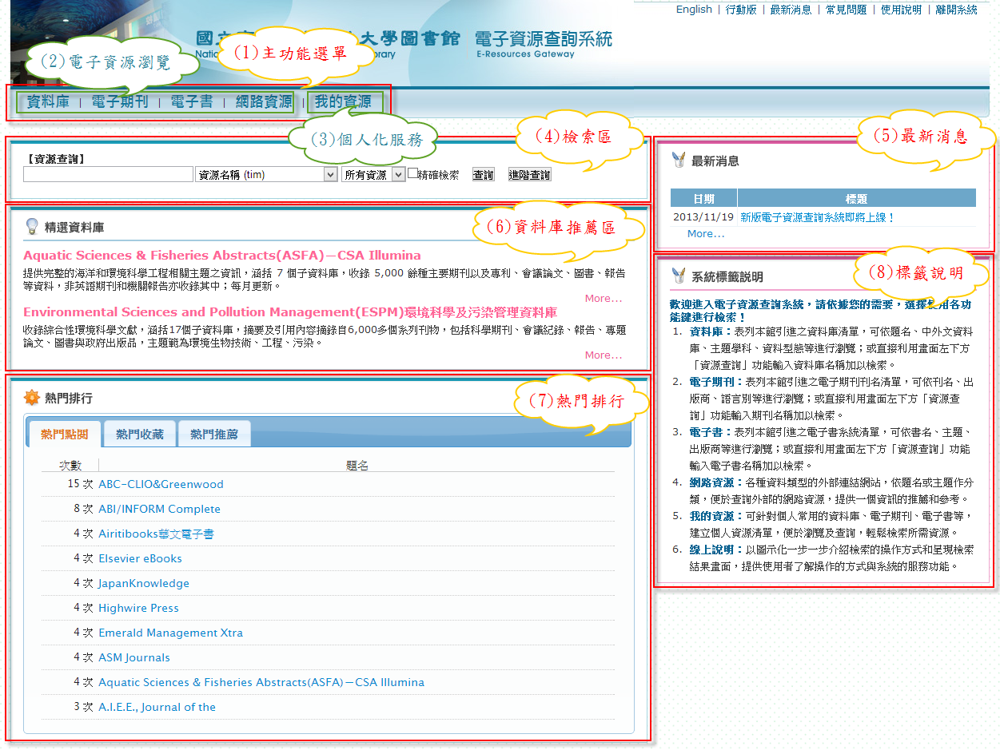 English | 行動版 | 最新消息 | 常見問題 | 使用說明 | 離開系統
國立 大學圖書館 電子資源查詢系統
E-Resources Gateway
(1)主功能選單
(2)電子資源瀏覽
資料庫 | 電子期刊 | 電子書 | 網路資源 | 我的資源
(3)個人化服務
(4)檢索區
【資源查詢】
資源名稱 (tim) 所有資源 精確檢索 查詢 進階查詢
(5)最新消息
最新消息
日期 標題
2013/11/19 新版電子資源查詢系統即將上線！
More...
(6)資料庫推薦區
精選資料庫
Aquatic Sciences & Fisheries Abstracts(ASFA)－CSA Illumina
提供完整的海洋和環境科學工程相關主題之資訊，涵括 7 個子資料庫，收錄 5,000 餘種主要期刊以及專利、會議論文、圖書、報告
等資料，非英語期刊和機關報告亦收錄其中；每月更新。
More...
Environmental Sciences and Pollution Management(ESPM)環境科學及污染管理資料庫
收錄綜合性環境科學文獻，涵括17個子資料庫，摘要及引用內容摘錄自6,000多個系列刊物，包括科學期刊、會議紀錄、報告、專題
論文、圖書與政府出版品，主題範為環境生物技術、工程、污染。
More...
(7)熱門排行
熱門排行
熱門點閱 熱門收藏 熱門推薦
次數 題名
15 次 ABC-CLIO&Greenwood
8 次 ABI/INFORM Complete
4 次 Airitibooks華文電子書
4 次 Elsevier eBooks
4 次 JapanKnowledge
4 次 Highwire Press
4 次 Emerald Management Xtra
4 次 ASM Journals
4 次 Aquatic Sciences & Fisheries Abstracts(ASFA)－CSA Illumina
3 次 A.I.E.E., Journal of the
(8)標籤說明
系統標籤說明
歡迎進入電子資源查詢系統，請依據您的需要，選擇使用各功
能鍵進行檢索！
1. 資料庫：表列本館引進之資料庫清單，可依題名、中外文資料
庫、主題學科、資料型態等進行瀏覽；或直接利用畫面左下方
「資源查詢」功能輸入資料庫名稱加以檢索。
2. 電子期刊：表列本館引進之電子期刊刊名清單，可依刊名、出
版商、語言別等進行瀏覽；或直接利用畫面左下方「資源查
詢」功能輸入期刊名稱加以檢索。
3. 電子書：表列本館引進之電子書系統清單，可依書名、主題、
出版商等進行瀏覽；或直接利用畫面左下方「資源查詢」功能
輸入電子書名稱加以檢索。
4. 網路資源：各種資料類型的外部連結網站，依題名或主題作分
類，便於查詢外部的網路資源，提供一個資訊的推薦和參考。
5. 我的資源：可針對個人常用的資料庫、電子期刊、電子書等，
建立個人資源清單，便於瀏覽及查詢，輕鬆檢索所需資源。
6. 線上說明：以圖示化一步一步介紹檢索的操作方式和呈現檢索
結果畫面，提供使用者了解操作的方式與系統的服務功能。